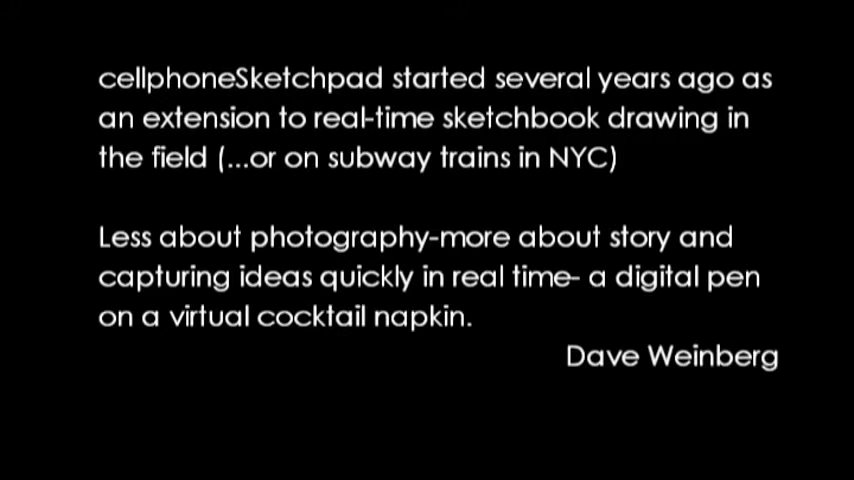 cellphoneSketchpad started several years ago as
an extension to real-time sketchbook drawing in
the field (...or on subway trains in NYC)
Less about photography-more about story and
capturing ideas quickly in real time- a digital pen
on a virtual cocktail napkin.
Dave Weinberg